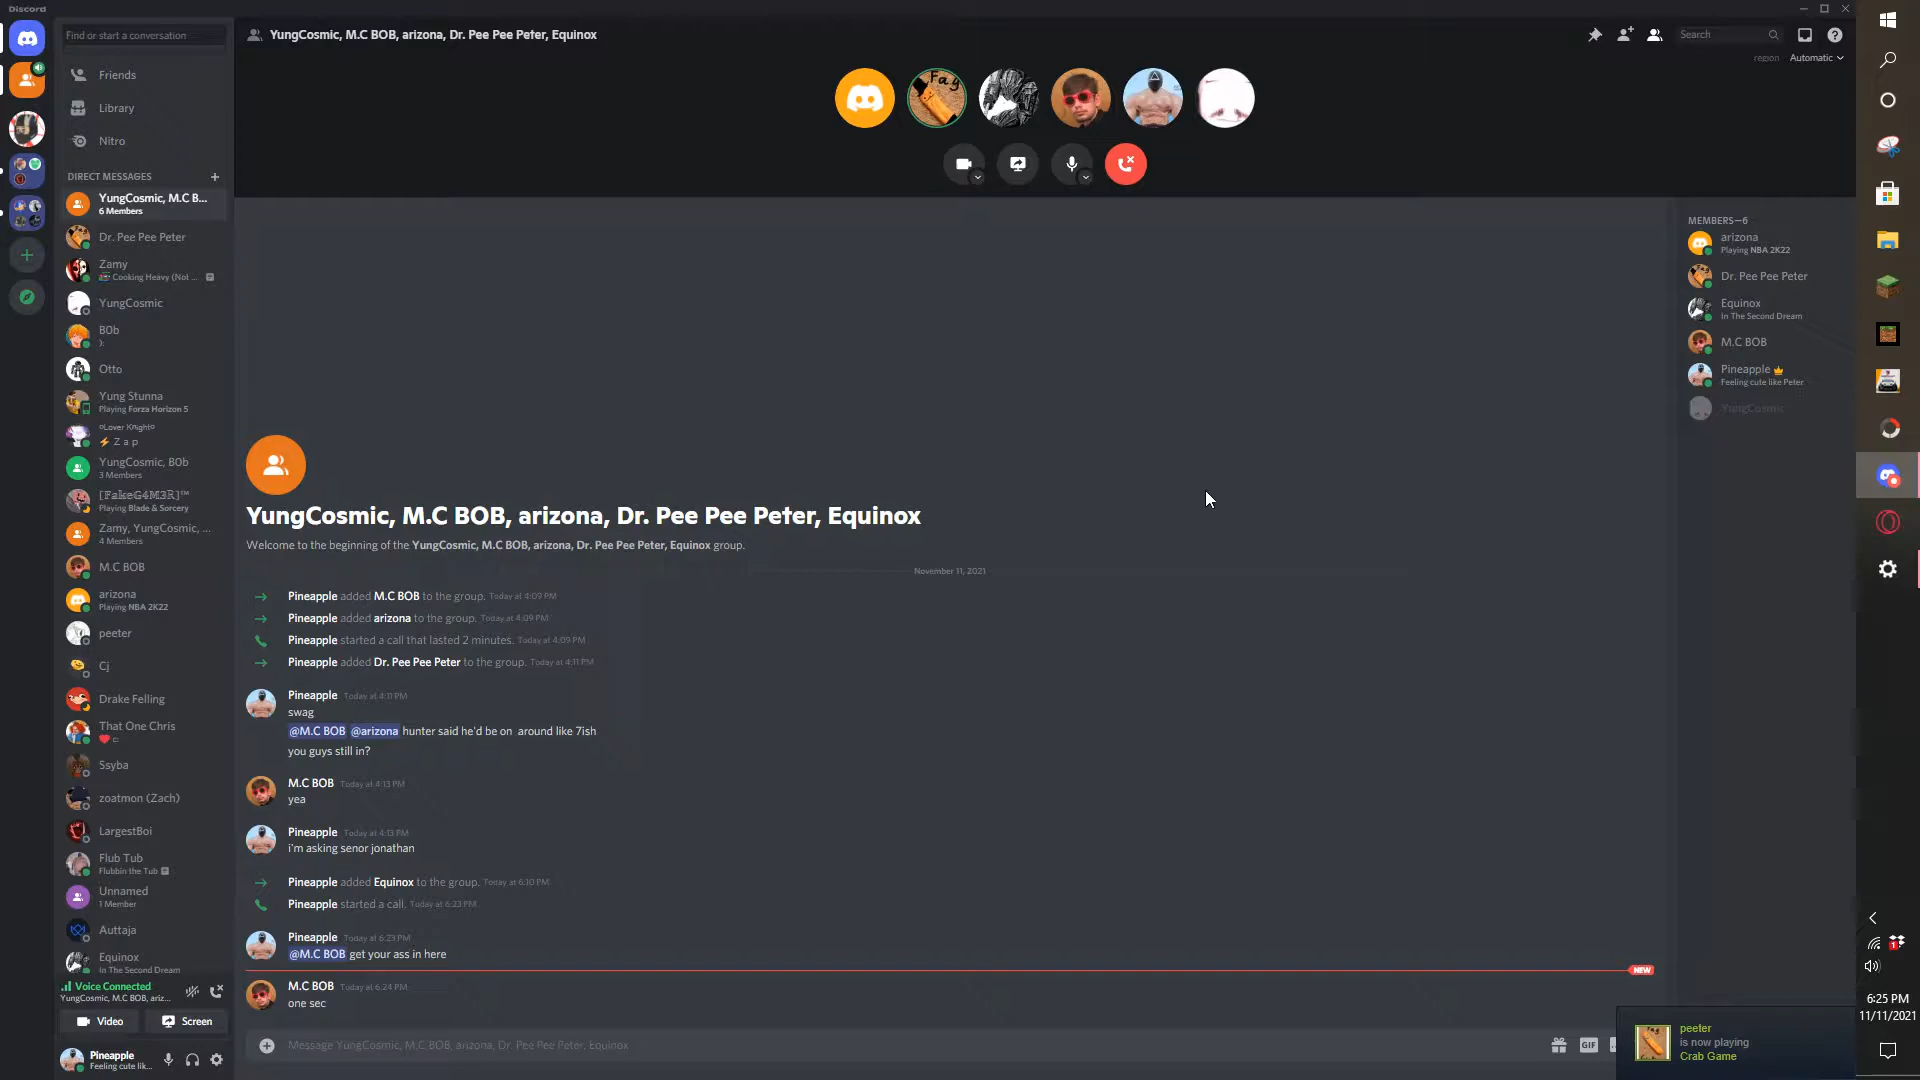 Discord
Find or start a conversation
Friends
Library
Nitro
DIRECT MESSAGES
YungCosmic, M.C B...
6 Members
Dr. Pee Pee Peter
Zamy
Cooking Heavy (Not ...
YungCosmic
B0b
):
Otto
Yung Stunna
Playing Forza Horizon 5
ºLover Knightº
⚡ Z a p
YungCosmic, B0b
3 Members
[𝔽𝕒𝕜𝕖𝔾𝟜𝕄𝟛ℝ]™
Playing Blade & Sorcery
Zamy, YungCosmic, ...
4 Members
M.C BOB
arizona
Playing NBA 2K22
peeter
Cj
Drake Felling
That One Chris
Ssyba
zoatmon (Zach)
LargestBoi
Flub Tub
Flubbin the Tub
Unnamed
1 Member
Auttaja
Equinox
In The Second Dream
Voice Connected
YungCosmic, M.C BOB, ariz...
Video
Screen
Pineapple
Feeling cute lik...
YungCosmic, M.C BOB, arizona, Dr. Pee Pee Peter, Equinox
Search
region
Automatic
Fag
YungCosmic, M.C BOB, arizona, Dr. Pee Pee Peter, Equinox
Welcome to the beginning of the YungCosmic, M.C BOB, arizona, Dr. Pee Pee Peter, Equinox group.
November 11, 2021
Pineapple added M.C BOB to the group. Today at 4:09 PM
Pineapple added arizona to the group. Today at 4:09 PM
Pineapple started a call that lasted 2 minutes. Today at 4:09 PM
Pineapple added Dr. Pee Pee Peter to the group. Today at 4:11 PM
Pineapple Today at 4:11 PM
swag
@M.C BOB @arizona hunter said he'd be on around like 7ish
you guys still in?
M.C BOB Today at 4:13 PM
yea
Pineapple Today at 4:13 PM
i'm asking senor jonathan
Pineapple added Equinox to the group. Today at 6:10 PM
Pineapple started a call. Today at 6:23 PM
Pineapple Today at 6:23 PM
@M.C BOB get your ass in here
NEW
M.C BOB Today at 6:24 PM
one sec
Message YungCosmic, M.C BOB, arizona, Dr. Pee Pee Peter, Equinox
GIF
MEMBERS—6
arizona
Playing NBA 2K22
Dr. Pee Pee Peter
Equinox
In The Second Dream
M.C BOB
Pineapple
Feeling cute like Peter
YungCosmic
peeter
is now playing
Crab Game
1
6:25 PM
11/11/2021